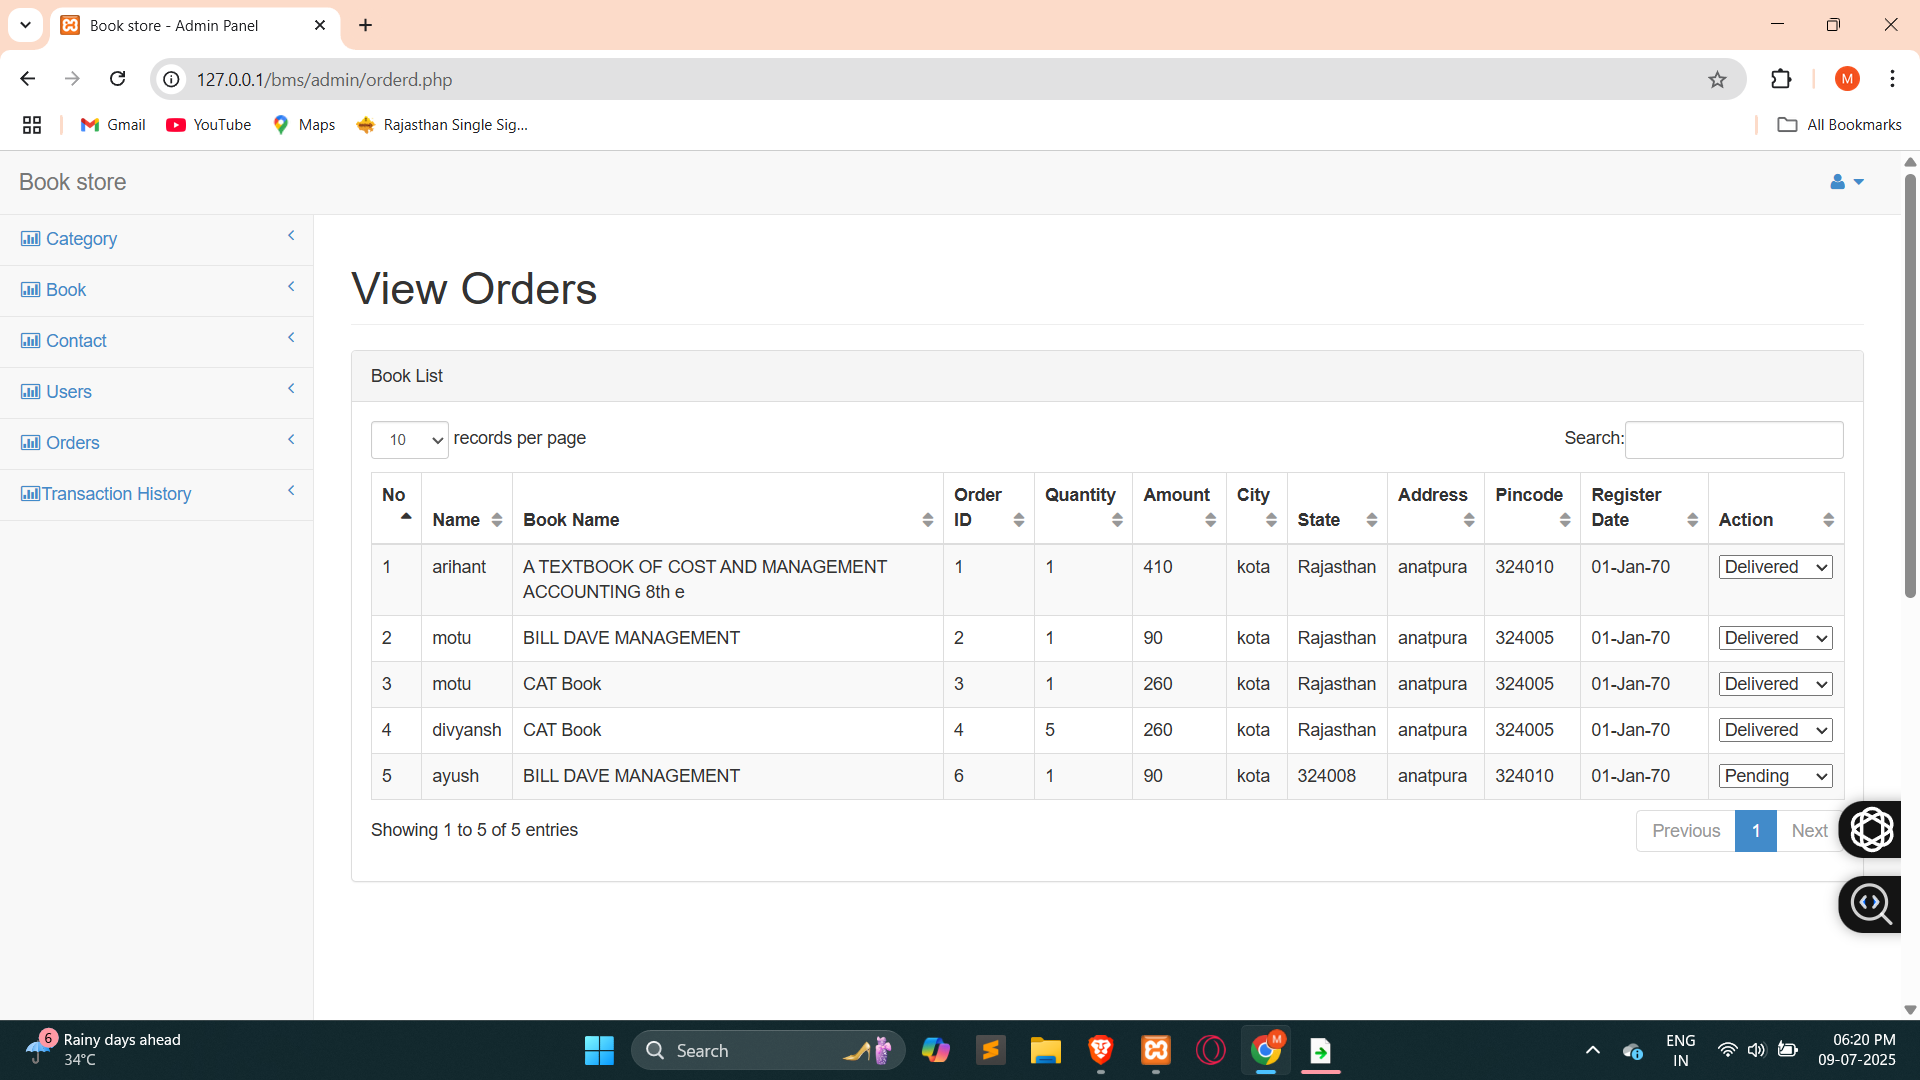 Book store - Admin Panel
127.0.0.1/bms/admin/orderd.php
M
Gmail
YouTube
Maps
Rajasthan Single Sig...
All Bookmarks
Book store
Category
Book
Contact
Users
Orders
Transaction History
View Orders
Book List
10 records per page
Search:
No Name Book Name Order ID Quantity Amount City State Address Pincode Register Date Action
1 arihant A TEXTBOOK OF COST AND MANAGEMENT ACCOUNTING 8th e 1 1 410 kota Rajasthan anatpura 324010 01-Jan-70 Delivered
2 motu BILL DAVE MANAGEMENT 2 1 90 kota Rajasthan anatpura 324005 01-Jan-70 Delivered
3 motu CAT Book 3 1 260 kota Rajasthan anatpura 324005 01-Jan-70 Delivered
4 divyansh CAT Book 4 5 260 kota Rajasthan anatpura 324005 01-Jan-70 Delivered
5 ayush BILL DAVE MANAGEMENT 6 1 90 kota 324008 anatpura 324010 01-Jan-70 Pending
Showing 1 to 5 of 5 entries
Previous 1 Next
6
Rainy days ahead
34°C
Search
M
ENG
IN
06:20 PM
09-07-2025